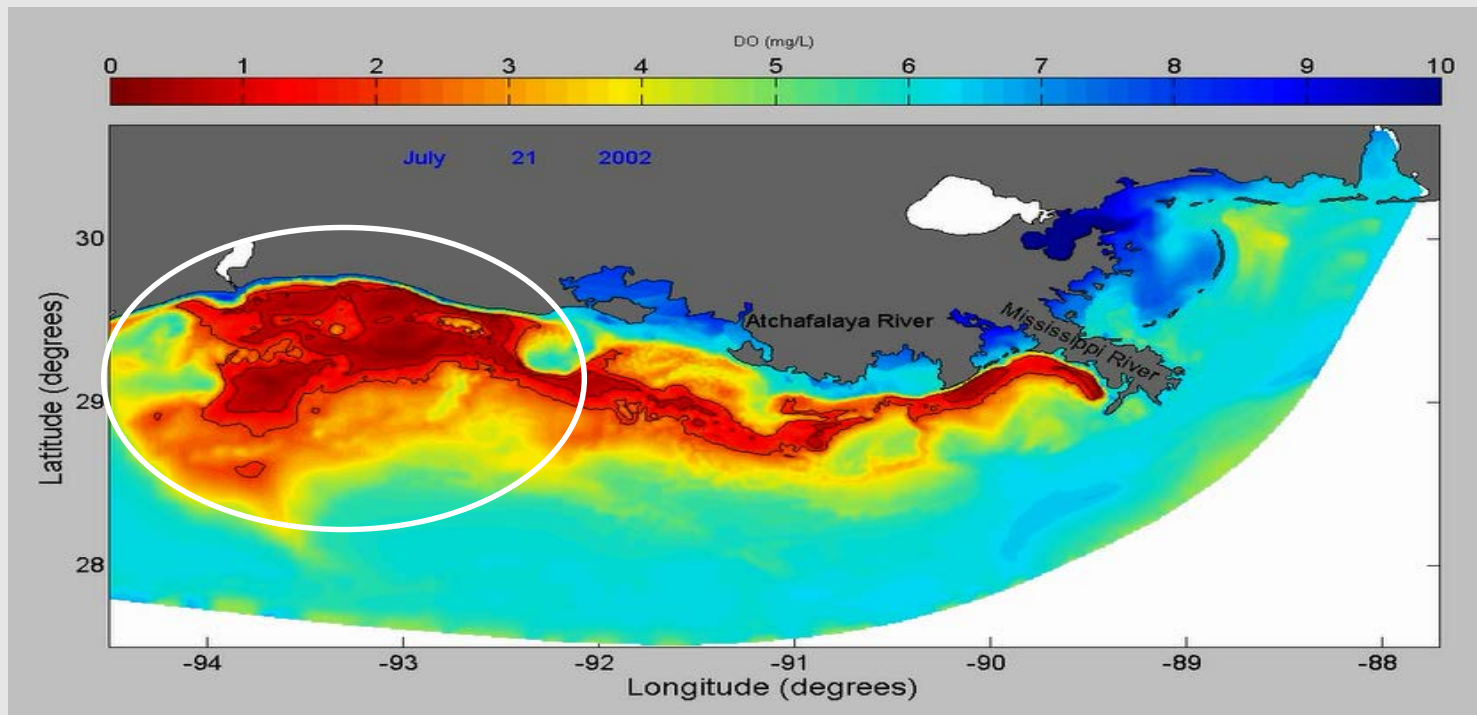 DO (mg/L)
0 1 2 3 4 5 6 7 8 9 10
July 21 2002
30
Atchafalaya River
Mississippi River
29
28
Latitude (degrees)
-94 -93 -92 -91 -90 -89 -88
Longitude (degrees)